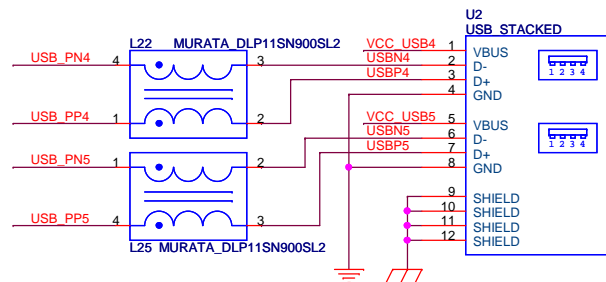 U2
USB_STACKED
L22 MURATA_DLP11SN900SL2
USB_PN4 4 3
USB_PP4 1 2
USB_PN5 1 2
USB_PP5 4 3
L25 MURATA_DLP11SN900SL2
VCC_USB4 1 VBUS
USBN4 2 D-
USBP4 3 D+
4 GND
1 2 3 4
VCC_USB5 5 VBUS
USBN5 6 D-
USBP5 7 D+
8 GND
1 2 3 4
9 SHIELD
10 SHIELD
11 SHIELD
12 SHIELD